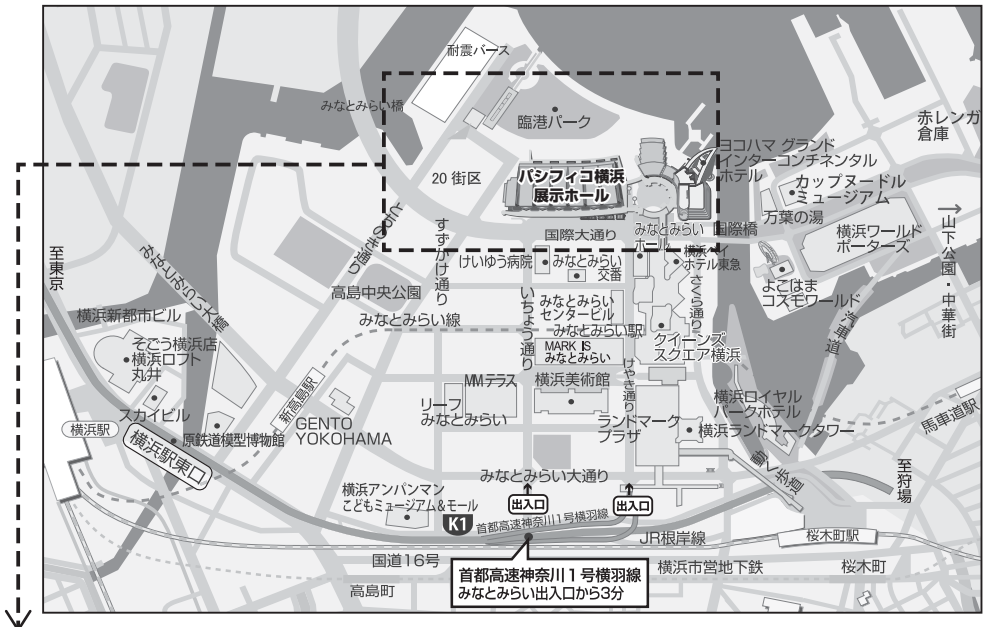 耐震バース
みなとみらい橋
臨港パーク
赤レンガ
倉庫
ヨコハマ グランド
インターコンチネンタル
ホテル
カップヌードル
ミュージアム
万葉の湯
20 街区
パシフィコ横浜
展示ホール
横浜ワールド
ポーターズ
山下公園・中華街
とちのき通り
すずかけ通り
国際大通り
みなとみらい
ホール
国際橋
至東京
みなとみらい大橋
けいゆう病院
みなとみらい
交番
横浜ベイ
ホテル東急
さくら通り
よこはま
コスモワールド
汽車道
高島中央公園
いちょう通り
みなとみらい
センタービル
みなとみらい線
みなとみらい駅
クイーンズ
スクエア横浜
横浜新都市ビル
そごう横浜店
横浜ロフト
丸井
MARK IS
みなとみらい
けやき通り
スカイビル
新高島駅
MMテラス
横浜美術館
リーフ
みなとみらい
横浜ロイヤル
パークホテル
馬車道駅
横浜駅
横浜駅東口
原鉄道模型博物館
GENTO
YOKOHAMA
ランドマーク
プラザ
横浜ランドマークタワー
動く歩道
至狩場
みなとみらい大通り
横浜アンパンマン
こどもミュージアム&モール
出入口
出入口
K1
首都高速神奈川1号横羽線
JR根岸線
桜木町駅
国道16号
首都高速神奈川1号横羽線
みなとみらい出入口から3分
横浜市営地下鉄
桜木町
高島町